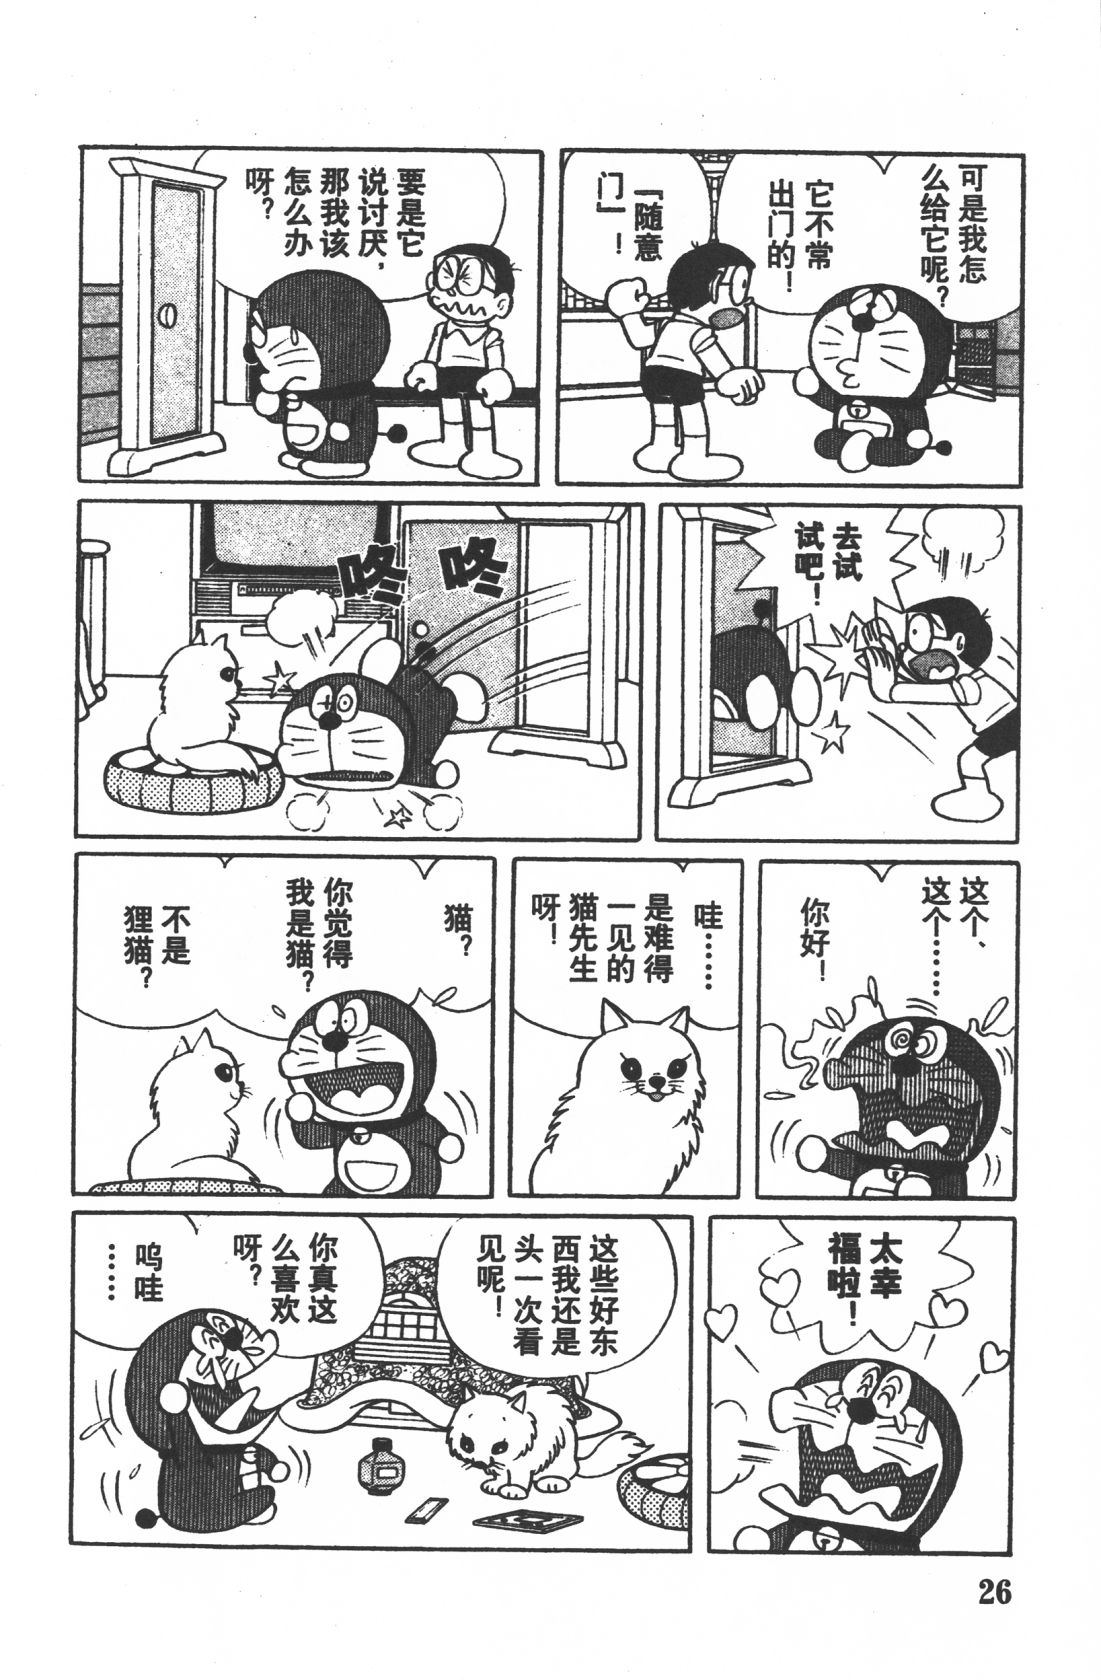 可是我怎
么给它呢？
它不常
出门的！
「随意
门」！
要是它
说讨厌，
那我该
怎么办
呀？
去试
试吧！
咚
咚
这个、
这个……
你好！
哇……
是难得
一见的
猫先生
呀！
猫？
你觉得
我是猫？
不是
狸猫？
太幸
福啦！
这些好东
西我还是
头一次看
见呢！
你真这
么喜欢
呀？
呜哇
……
26